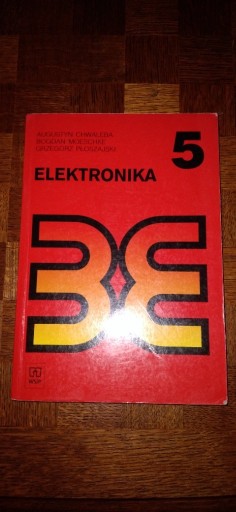 AUGUSTYN CHWALEBA
BOGDAN MOESCHKE
GRZEGORZ PŁOSZAJSKI
5
ELEKTRONIKA
WSiP